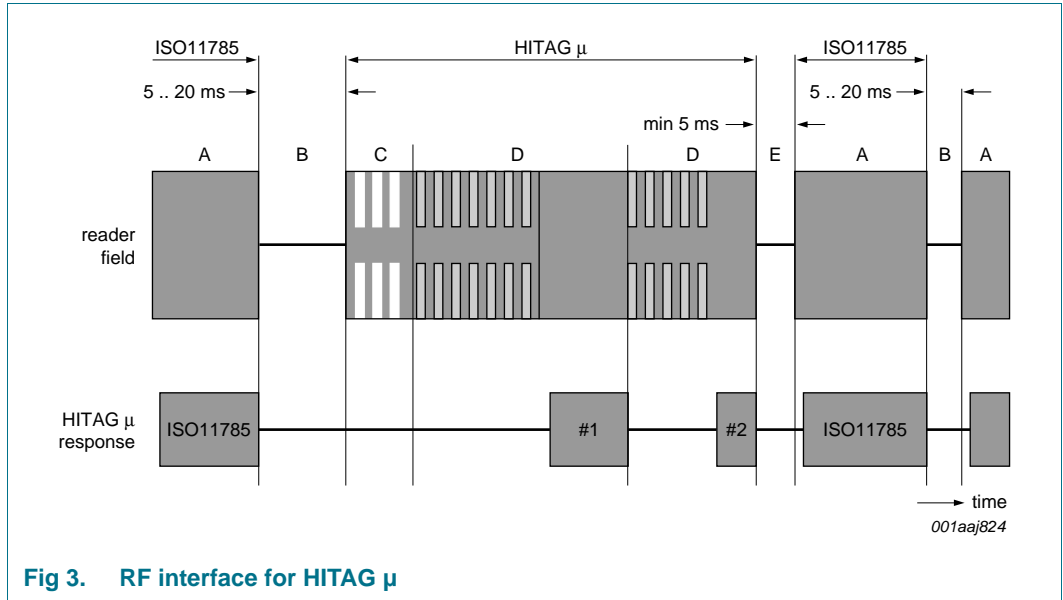 ISO11785 HITAG μ ISO11785
5 .. 20 ms 5 .. 20 ms
min 5 ms
A B C D D E A B A
reader
field
HITAG μ
response
ISO11785 #1 #2 ISO11785
time
001aaj824
Fig 3. RF interface for HITAG μ